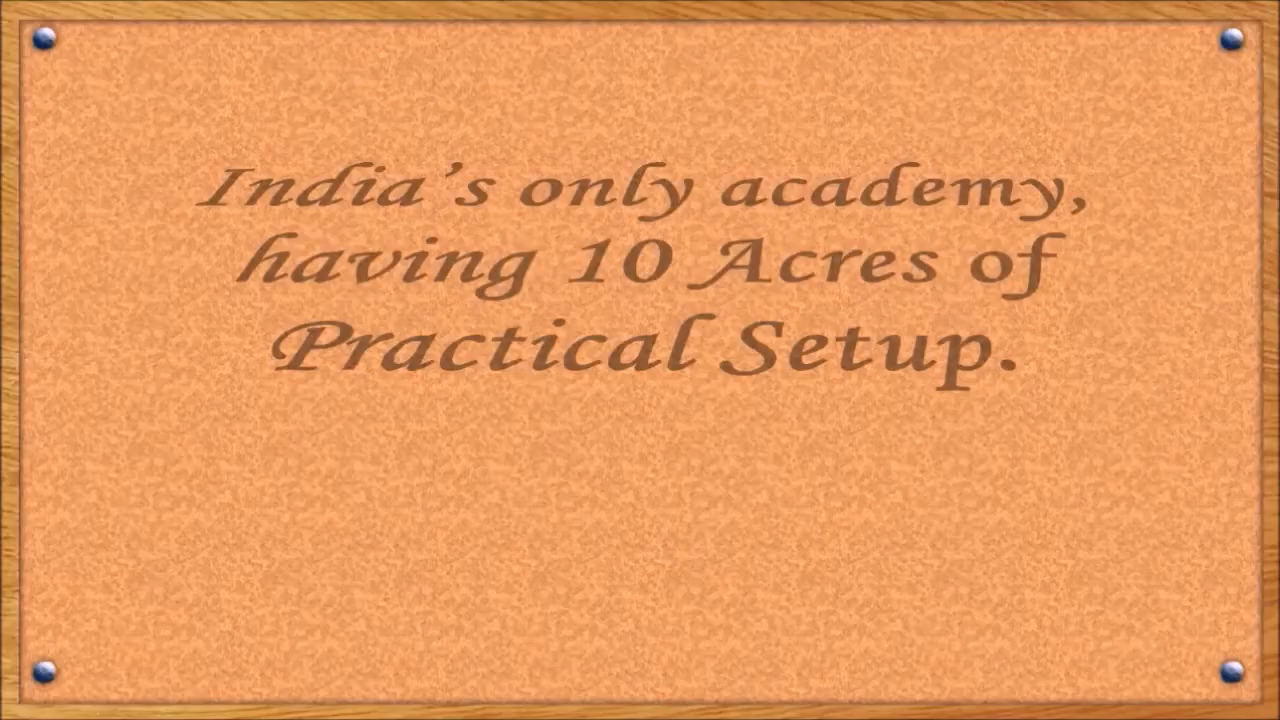 India’s only academy,
having 10 Acres of
Practical Setup.